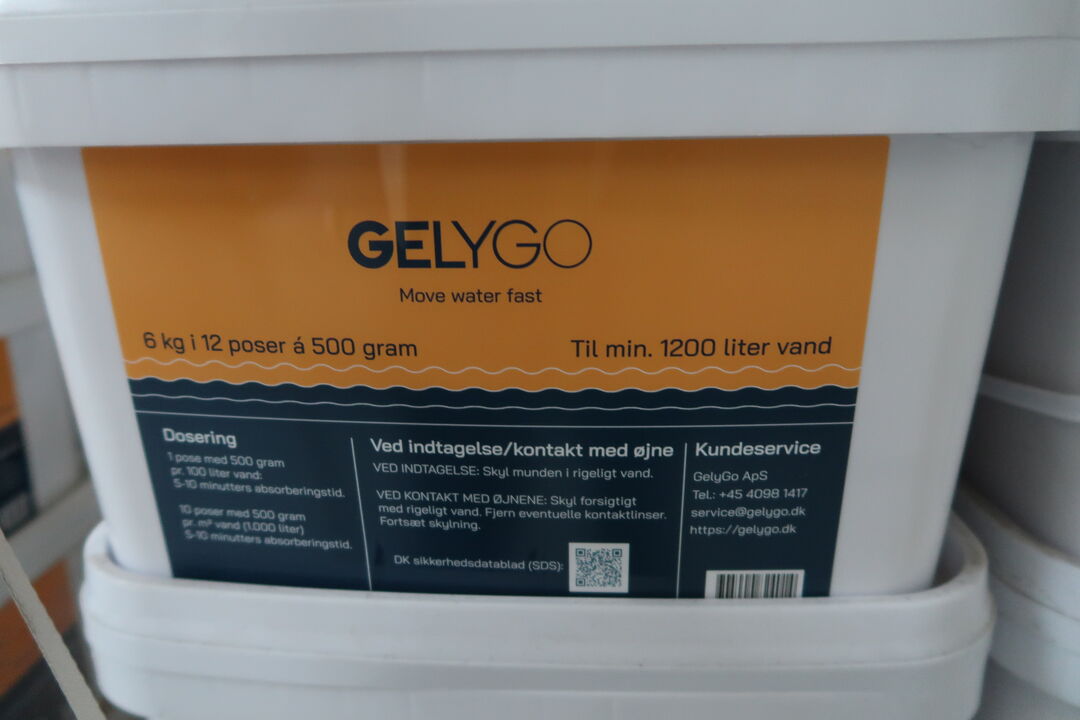 GELYGO
Move water fast
6 kg i 12 poser á 500 gram
Til min. 1200 liter vand
Dosering
1 pose med 500 gram
pr. 100 liter vand:
5-10 minutters absorberingstid.
10 poser med 500 gram
pr. m³ vand (1.000 liter)
5-10 minutters absorberingstid.
Ved indtagelse/kontakt med øjne
VED INDTAGELSE: Skyl munden i rigeligt vand.
VED KONTAKT MED ØJNENE: Skyl forsigtigt
med rigeligt vand. Fjern eventuelle kontaktlinser.
Fortsæt skylning.
DK sikkerhedsdatablad (SDS):
Kundeservice
GelyGo ApS
Tel.: +45 4098 1417
service@gelygo.dk
https://gelygo.dk